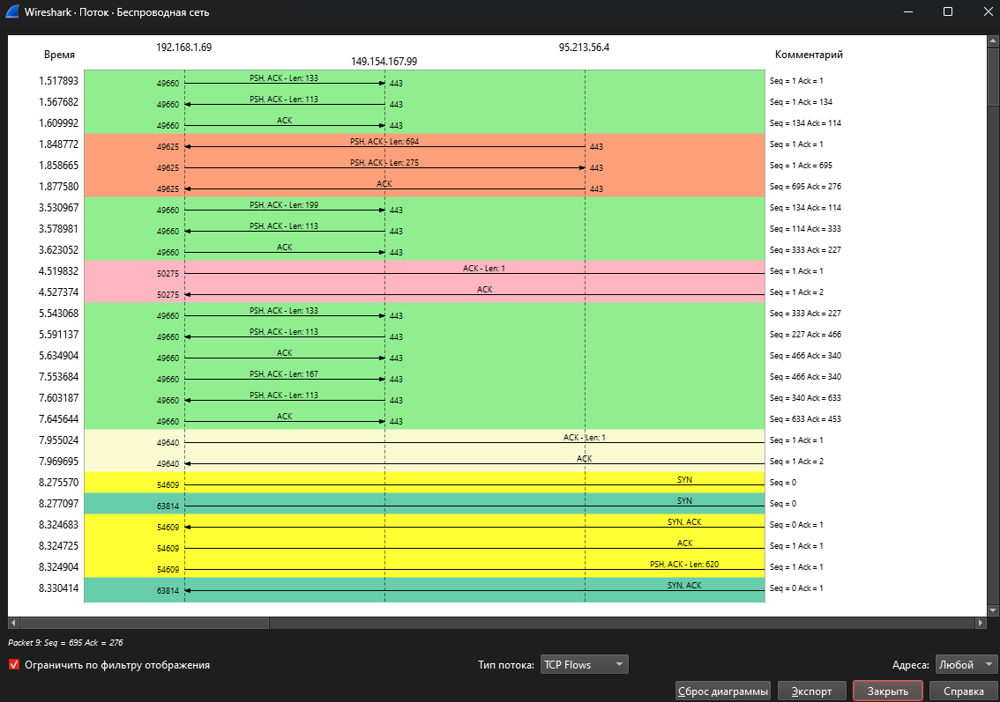 Wireshark · Поток · Беспроводная сеть
192.168.1.69 95.213.56.4
Время 149.154.167.99 Комментарий
1.517893 49660 PSH, ACK - Len: 133 443 Seq = 1 Ack = 1
1.567682 49660 PSH, ACK - Len: 113 443 Seq = 1 Ack = 134
1.609992 49660 ACK 443 Seq = 134 Ack = 114
1.848772 49625 PSH, ACK - Len: 694 443 Seq = 1 Ack = 1
1.858665 49625 PSH, ACK - Len: 275 443 Seq = 1 Ack = 695
1.877580 49625 ACK 443 Seq = 695 Ack = 276
3.530967 49660 PSH, ACK - Len: 199 443 Seq = 134 Ack = 114
3.578981 49660 PSH, ACK - Len: 113 443 Seq = 114 Ack = 333
3.623052 49660 ACK 443 Seq = 333 Ack = 227
4.519832 50275 ACK - Len: 1 Seq = 1 Ack = 1
4.527374 50275 ACK Seq = 1 Ack = 2
5.543068 49660 PSH, ACK - Len: 133 443 Seq = 333 Ack = 227
5.591137 49660 PSH, ACK - Len: 113 443 Seq = 227 Ack = 466
5.634904 49660 ACK 443 Seq = 466 Ack = 340
7.553684 49660 PSH, ACK - Len: 167 443 Seq = 466 Ack = 340
7.603187 49660 PSH, ACK - Len: 113 443 Seq = 340 Ack = 633
7.645644 49660 ACK 443 Seq = 633 Ack = 453
7.955024 49640 ACK - Len: 1 Seq = 1 Ack = 1
7.969695 49640 ACK Seq = 1 Ack = 2
8.275570 54609 SYN Seq = 0
8.277097 63814 SYN Seq = 0
8.324683 54609 SYN, ACK Seq = 0 Ack = 1
8.324725 54609 ACK Seq = 1 Ack = 1
8.324904 54609 PSH, ACK - Len: 620 Seq = 1 Ack = 1
8.330414 63814 SYN, ACK Seq = 0 Ack = 1
Packet 9: Seq = 695 Ack = 276
Ограничить по фильтру отображения Тип потока: TCP Flows Адреса: Любой
Сброс диаграммы Экспорт Закрыть Справка